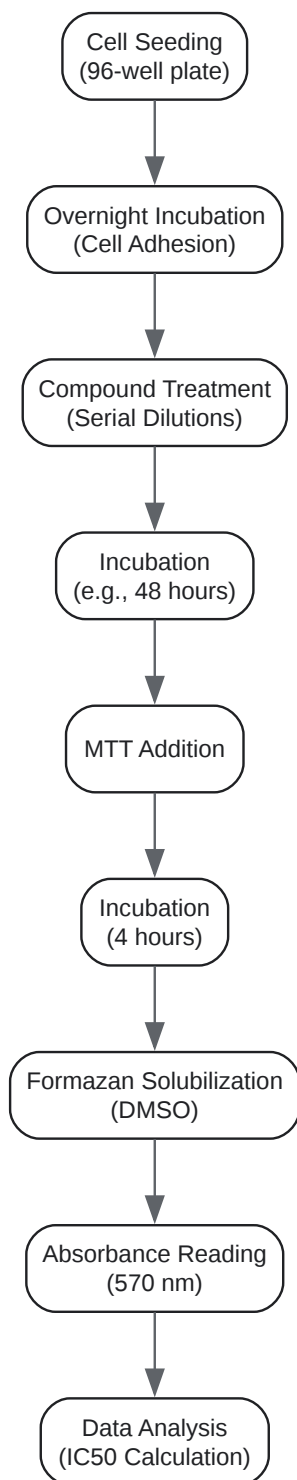 Cell Seeding
(96-well plate)
Overnight Incubation
(Cell Adhesion)
Compound Treatment
(Serial Dilutions)
Incubation
(e.g., 48 hours)
MTT Addition
Incubation
(4 hours)
Formazan Solubilization
(DMSO)
Absorbance Reading
(570 nm)
Data Analysis
(IC50 Calculation)